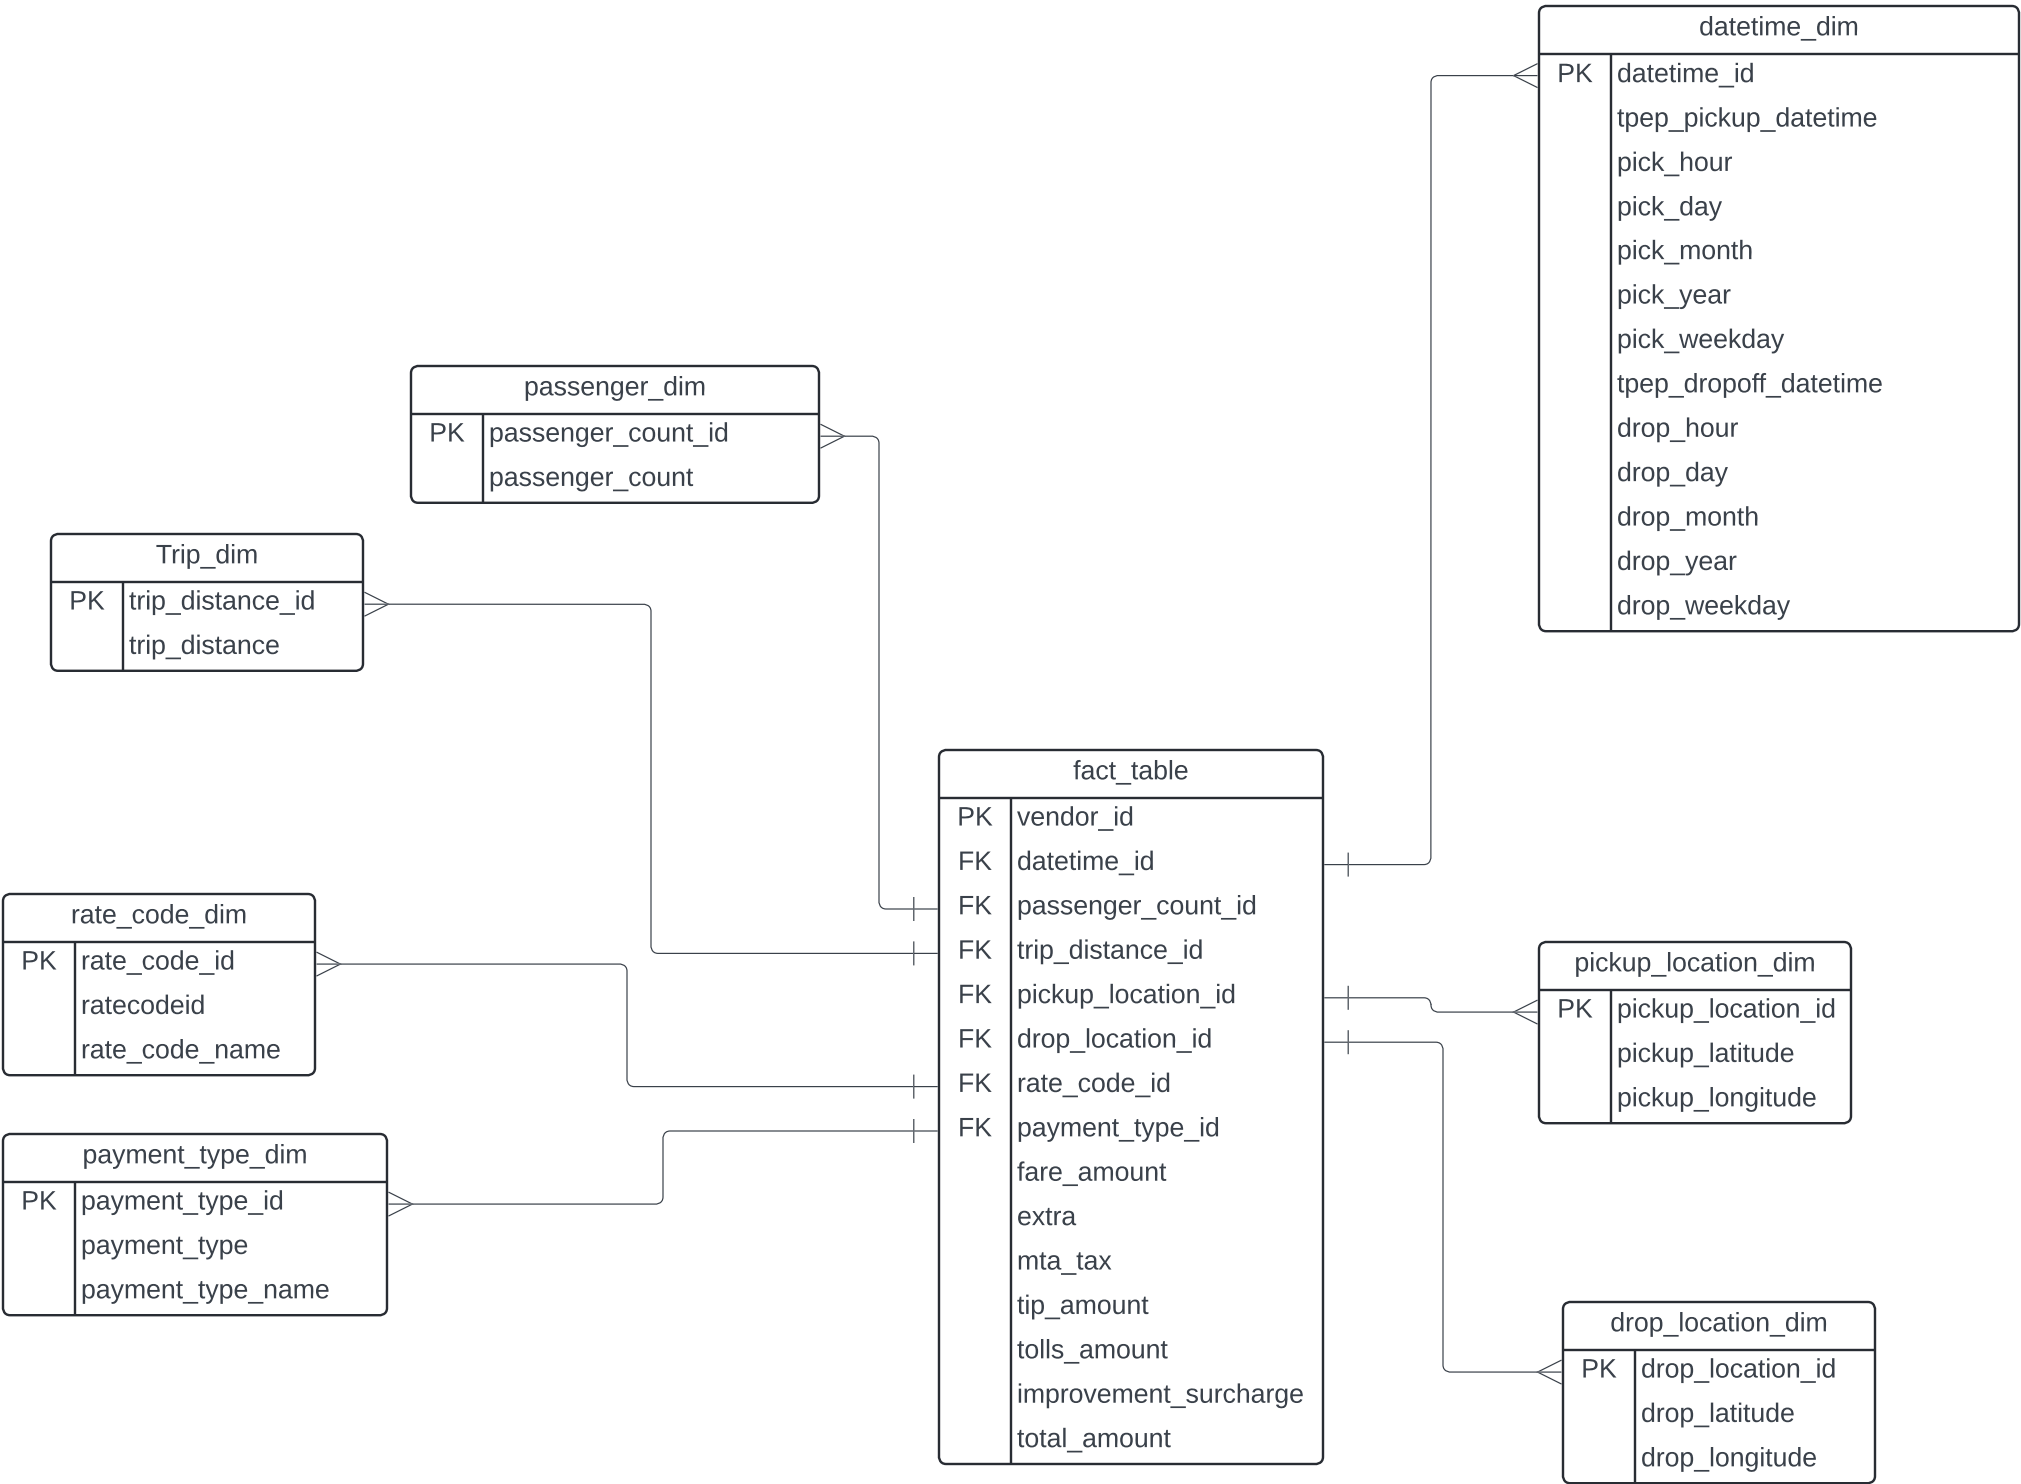 datetime_dim
PK datetime_id
tpep_pickup_datetime
pick_hour
pick_day
pick_month
pick_year
pick_weekday
tpep_dropoff_datetime
drop_hour
drop_day
drop_month
drop_year
drop_weekday
passenger_dim
PK passenger_count_id
passenger_count
Trip_dim
PK trip_distance_id
trip_distance
rate_code_dim
PK rate_code_id
ratecodeid
rate_code_name
payment_type_dim
PK payment_type_id
payment_type
payment_type_name
fact_table
PK vendor_id
FK datetime_id
FK passenger_count_id
FK trip_distance_id
FK pickup_location_id
FK drop_location_id
FK rate_code_id
FK payment_type_id
fare_amount
extra
mta_tax
tip_amount
tolls_amount
improvement_surcharge
total_amount
pickup_location_dim
PK pickup_location_id
pickup_latitude
pickup_longitude
drop_location_dim
PK drop_location_id
drop_latitude
drop_longitude